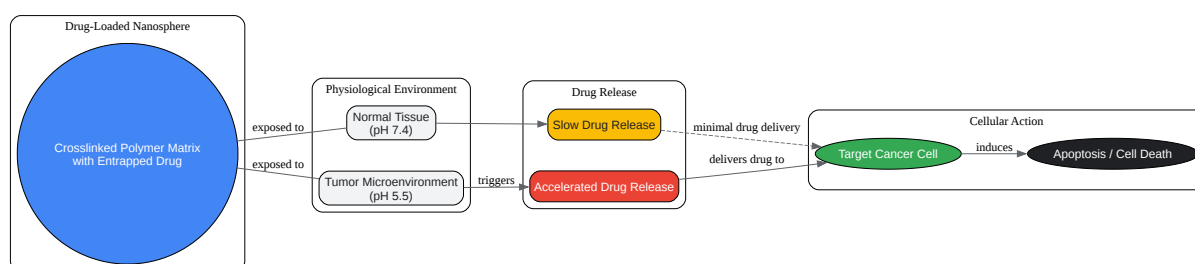 Drug-Loaded Nanosphere
Crosslinked Polymer Matrix
with Entrapped Drug
exposed to
exposed to
Physiological Environment
Normal Tissue
(pH 7.4)
Tumor Microenvironment
(pH 5.5)
triggers
Drug Release
Slow Drug Release
Accelerated Drug Release
minimal drug delivery
delivers drug to
Cellular Action
Target Cancer Cell
induces
Apoptosis / Cell Death